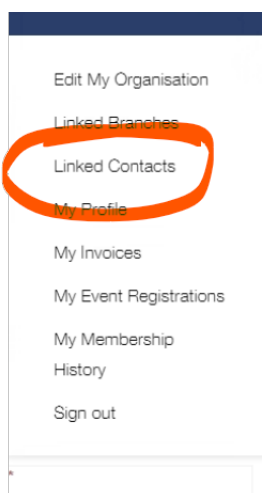 Edit My Organisation
Linked Branches
Linked Contacts
My Profile
My Invoices
My Event Registrations
My Membership
History
Sign out
*